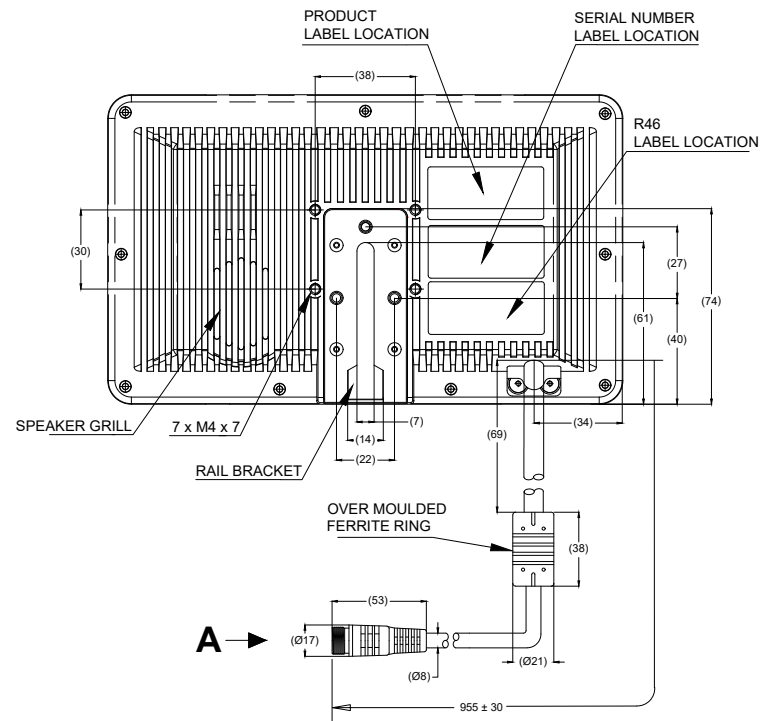 PRODUCT
LABEL LOCATION
SERIAL NUMBER
LABEL LOCATION
(38)
R46
LABEL LOCATION
(30)
(27)
(74)
(61)
(40)
SPEAKER GRILL
7 x M4 x 7
(7)
(34)
(14)
(69)
(22)
RAIL BRACKET
OVER MOULDED
FERRITE RING
(38)
(53)
A
(Ø17)
(Ø21)
(Ø8)
955 ± 30